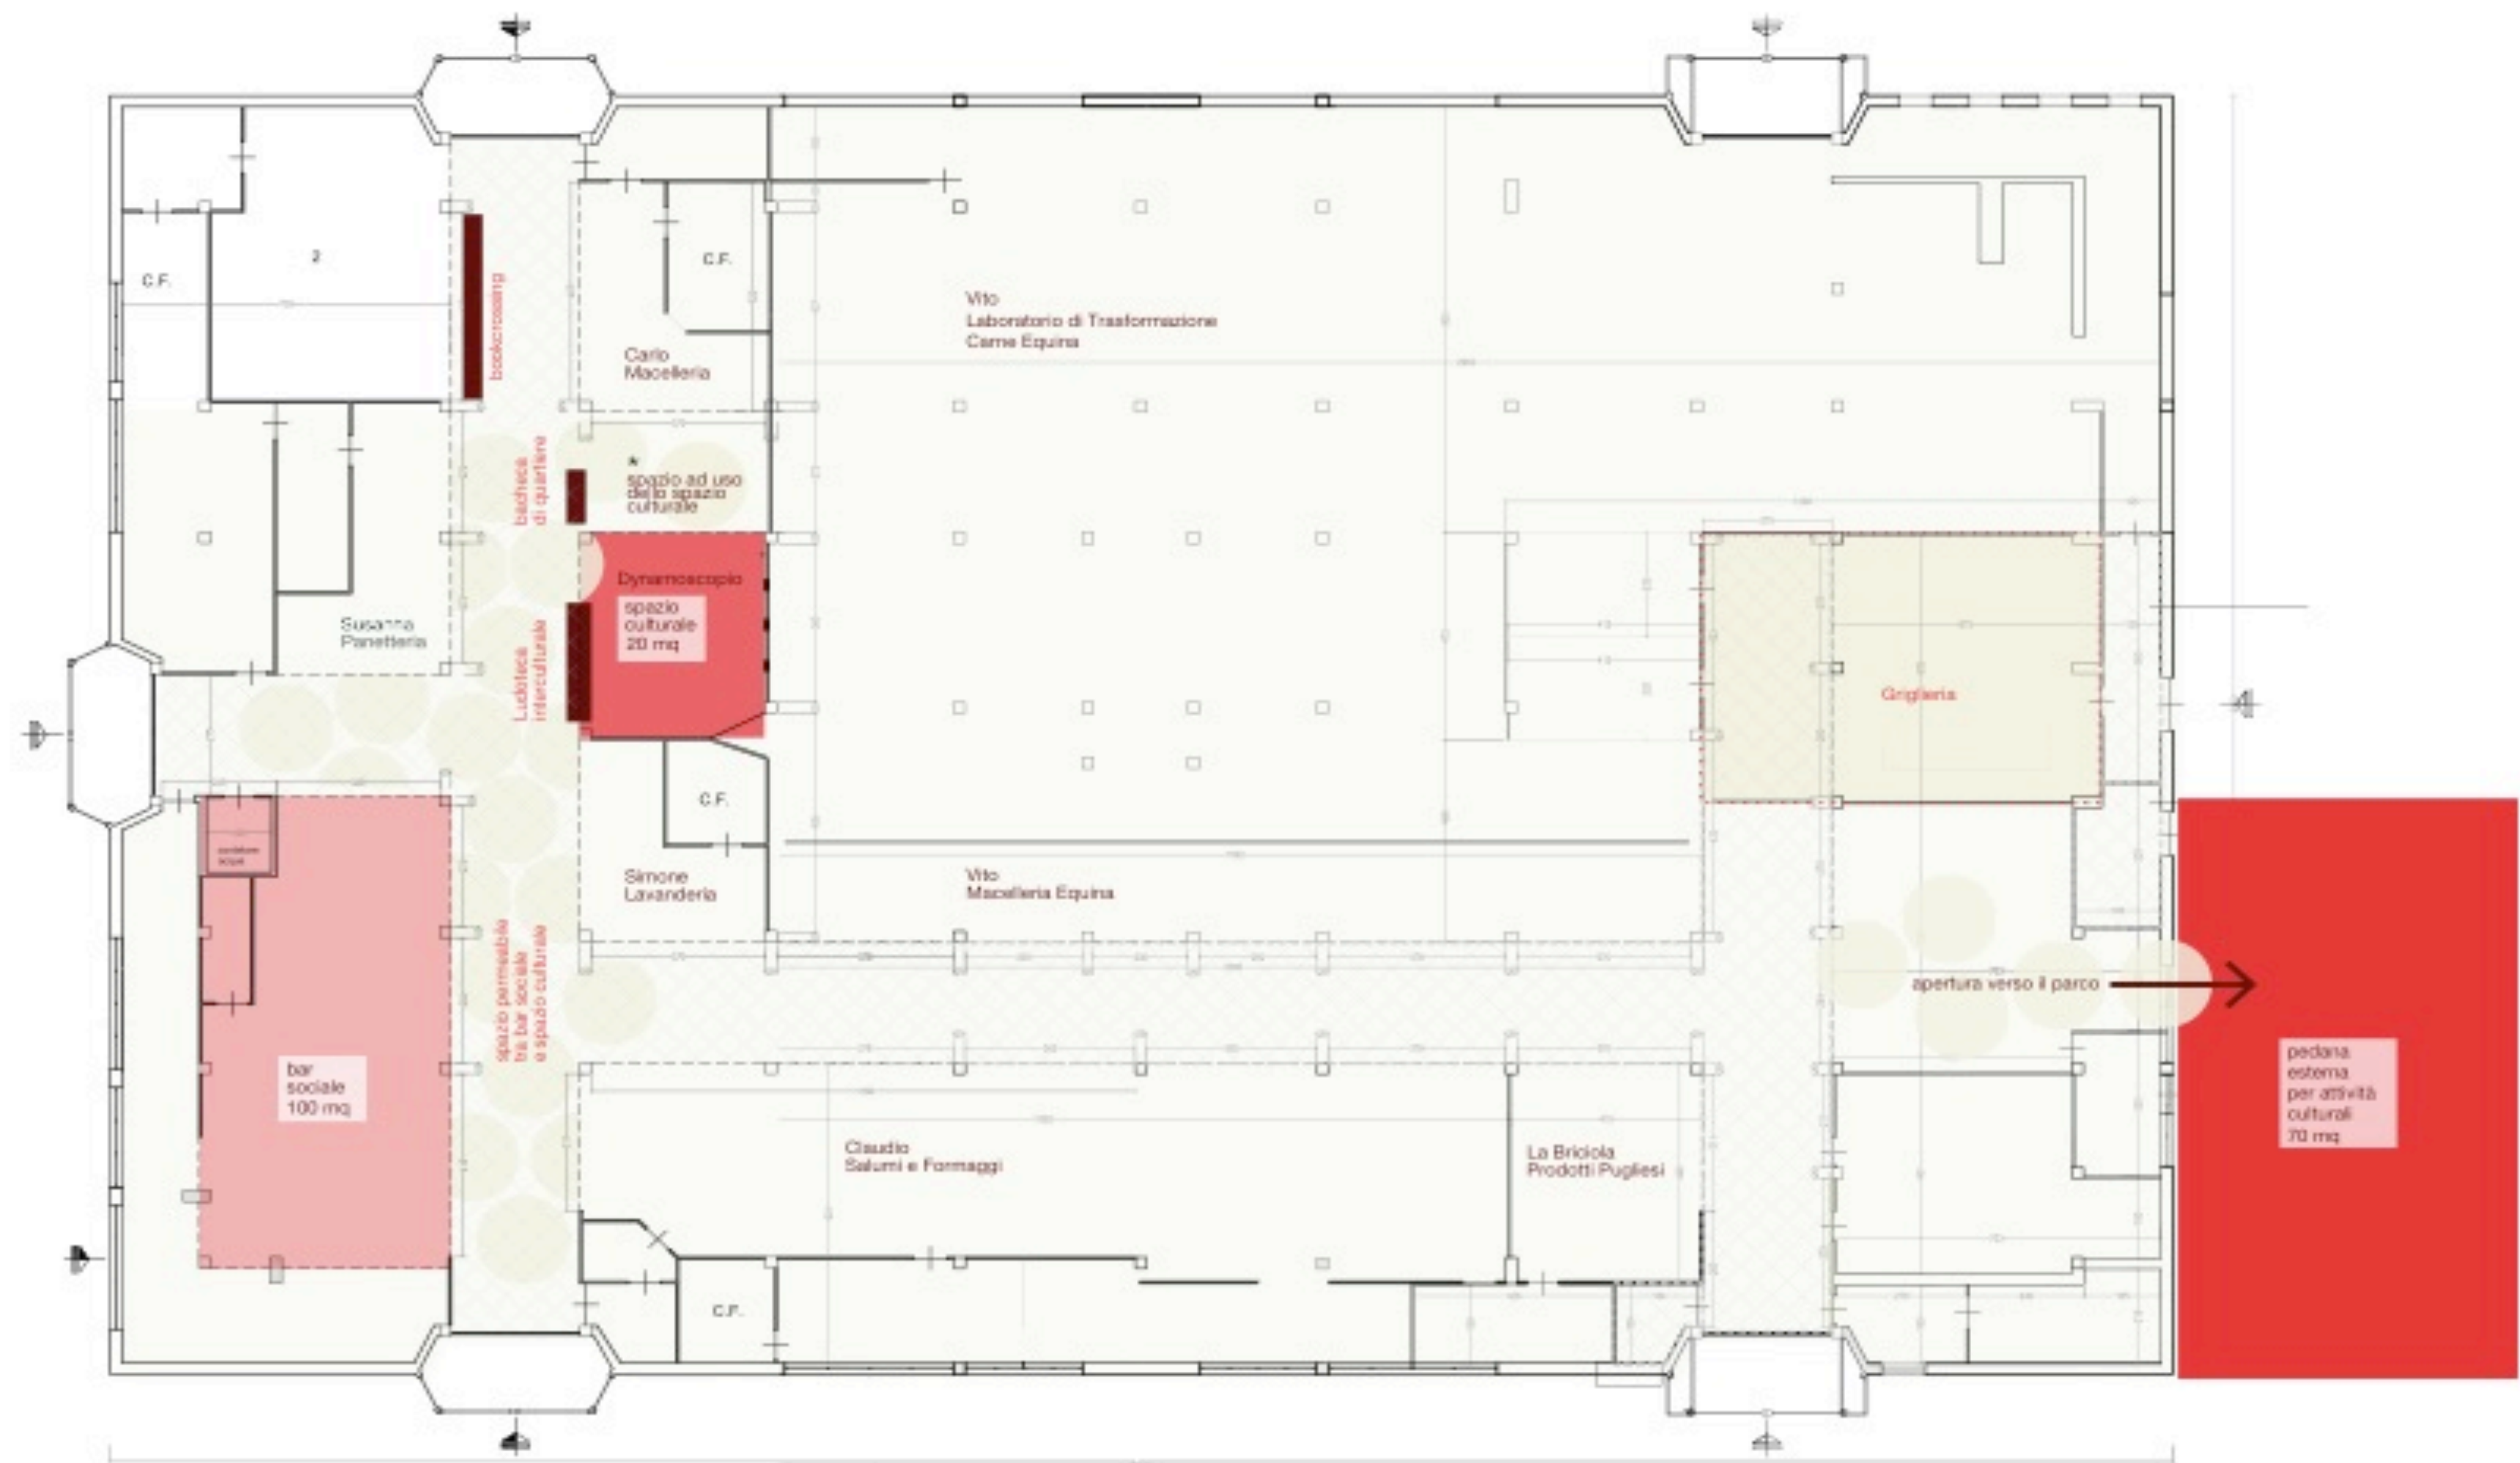 C.F.
2
bookcrossing
C.F.
Carlo
Macelleria
Vito
Laboratorio di Trasformazione
Carne Equina
bacheca
di quartiere
*
spazio ad uso
dello spazio
culturale
Dynamoscopio
spazio
culturale
20 mq
Susanna
Panetteria
Ludoteca
interculturale
Griglieria
C.F.
Simone
Lavanderia
Vito
Macelleria Equina
spazio permeabile
tra bar sociale
e spazio culturale
apertura verso il parco
bar
sociale
100 mq
pedana
esterna
per attività
culturali
70 mq
Claudio
Salumi e Formaggi
La Briciola
Prodotti Pugliesi
C.F.